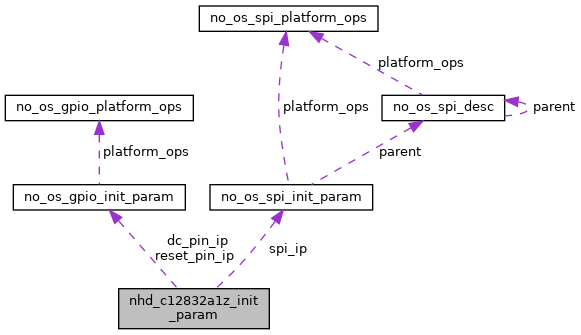 no_os_spi_platform_ops
platform_ops
no_os_gpio_platform_ops
platform_ops
no_os_spi_desc
parent
platform_ops
parent
no_os_gpio_init_param
no_os_spi_init_param
dc_pin_ip
reset_pin_ip
spi_ip
nhd_c12832a1z_init
_param